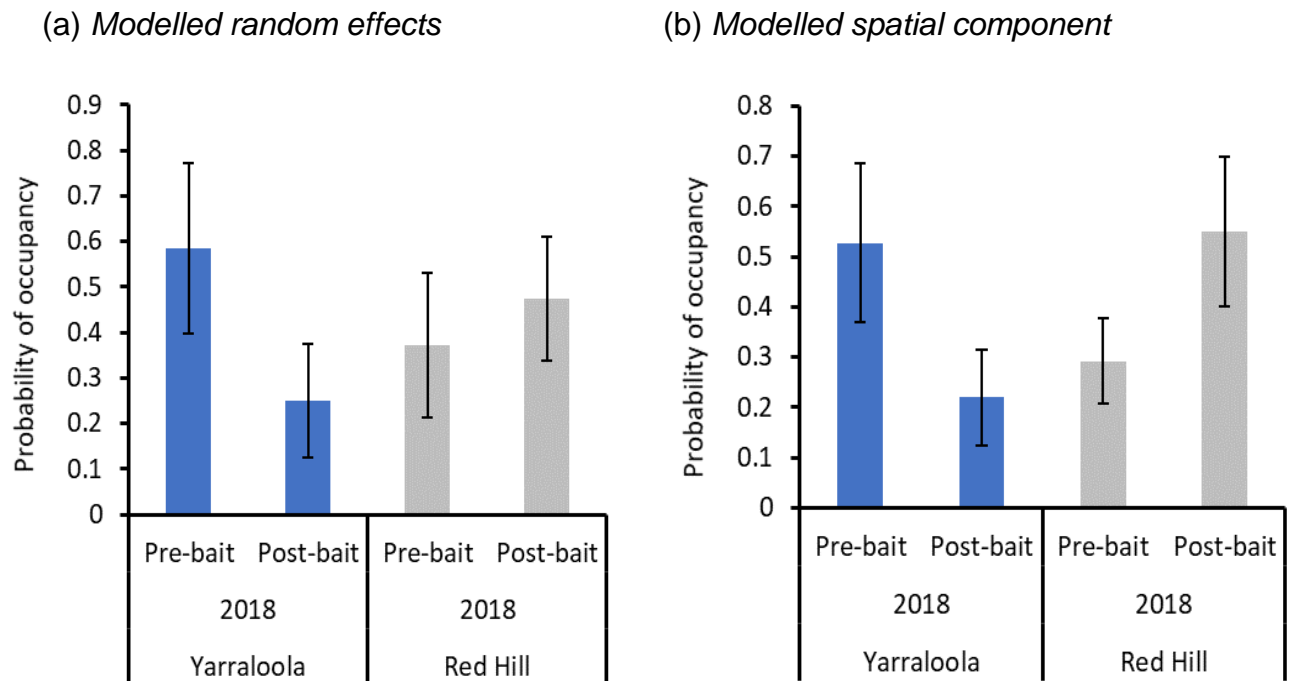 (a) Modelled random effects
(b) Modelled spatial component
Probability of occupancy
0.9
0.8
0.7
0.6
0.5
0.4
0.3
0.2
0.1
0
Pre-bait Post-bait Pre-bait Post-bait
2018 2018
Yarraloola Red Hill
Probability of occupancy
0.8
0.7
0.6
0.5
0.4
0.3
0.2
0.1
0
Pre-bait Post-bait Pre-bait Post-bait
2018 2018
Yarraloola Red Hill